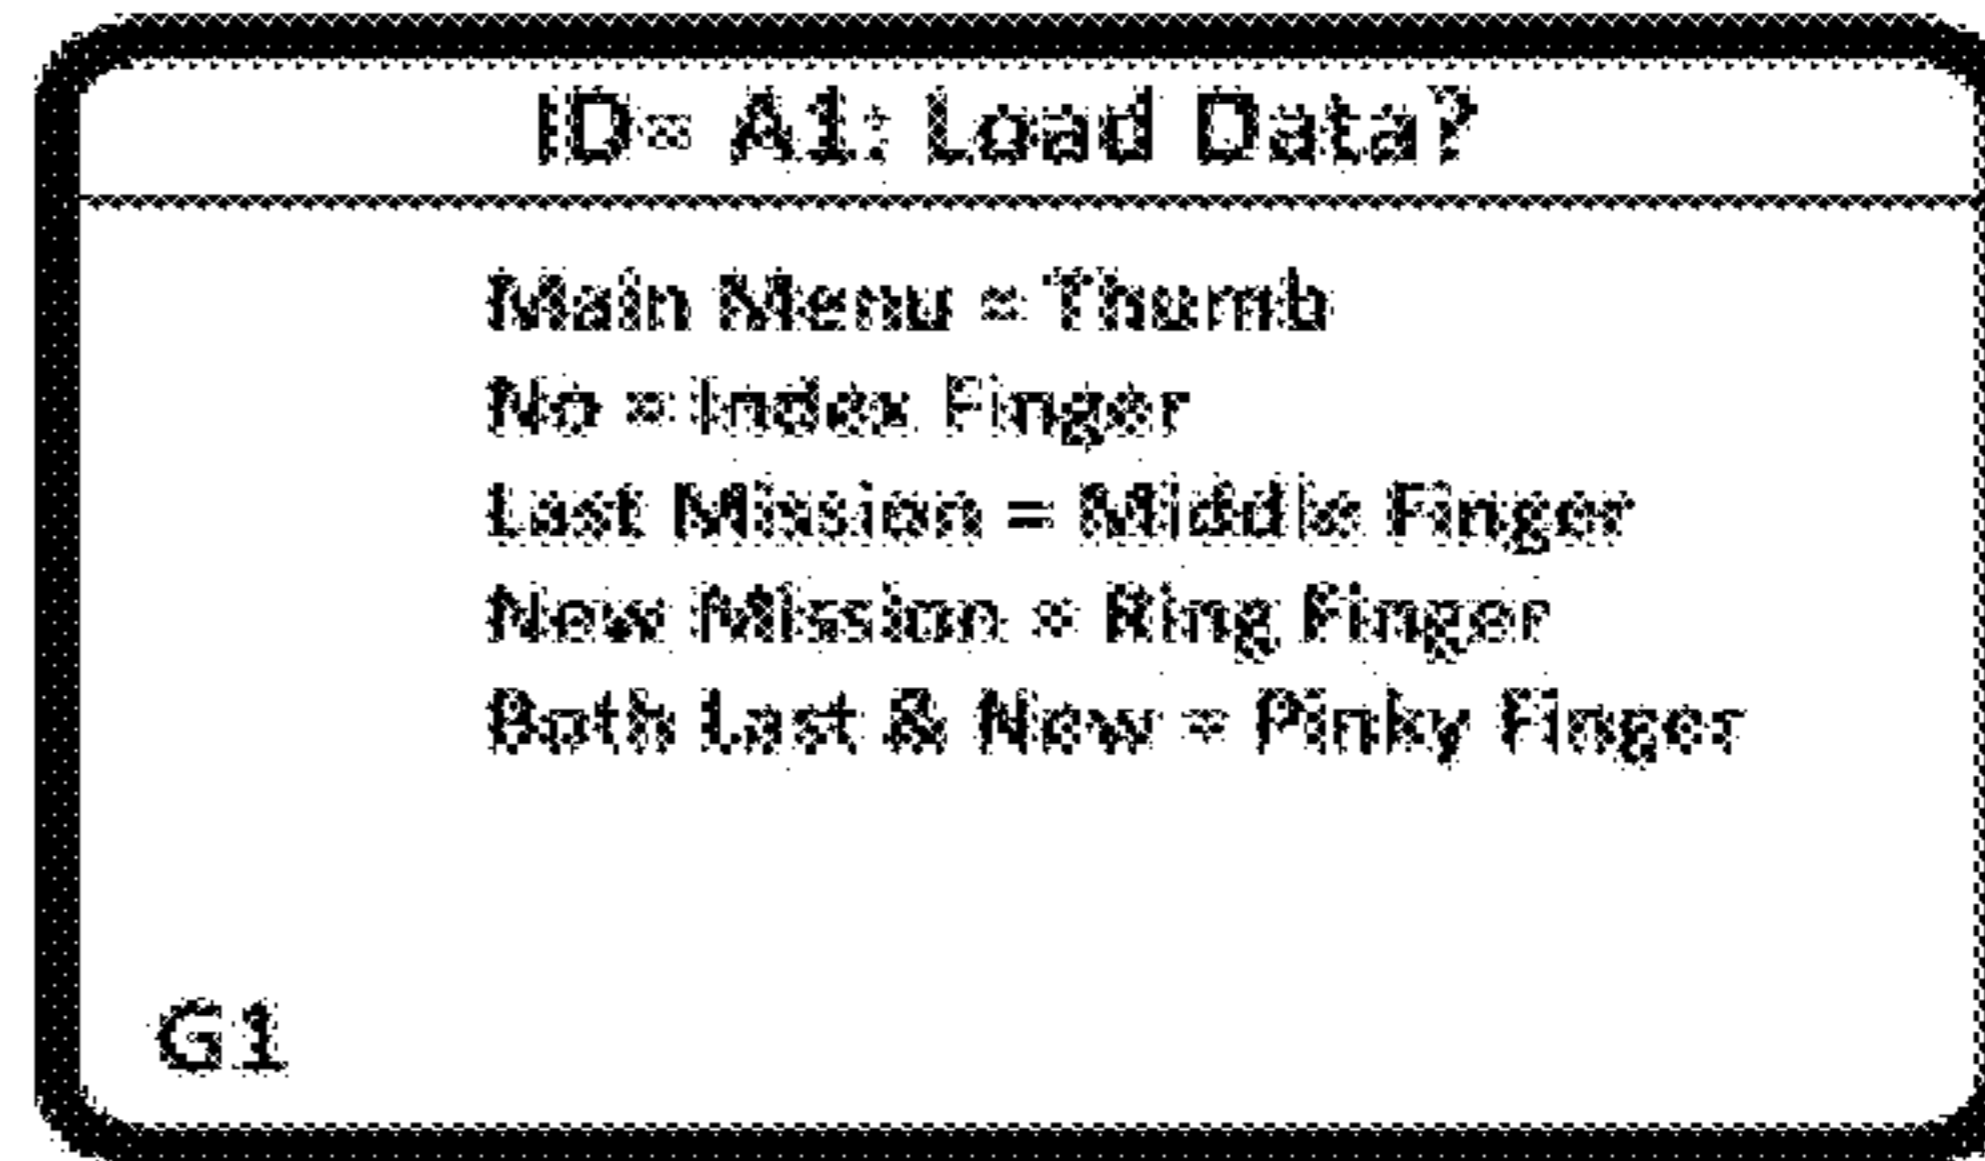 ID= A1: Load Data?
Main Menu = Thumb
No = Index Finger
Last Mission = Middle Finger
New Mission = Ring Finger
Both Last & New = Pinky Finger
G1